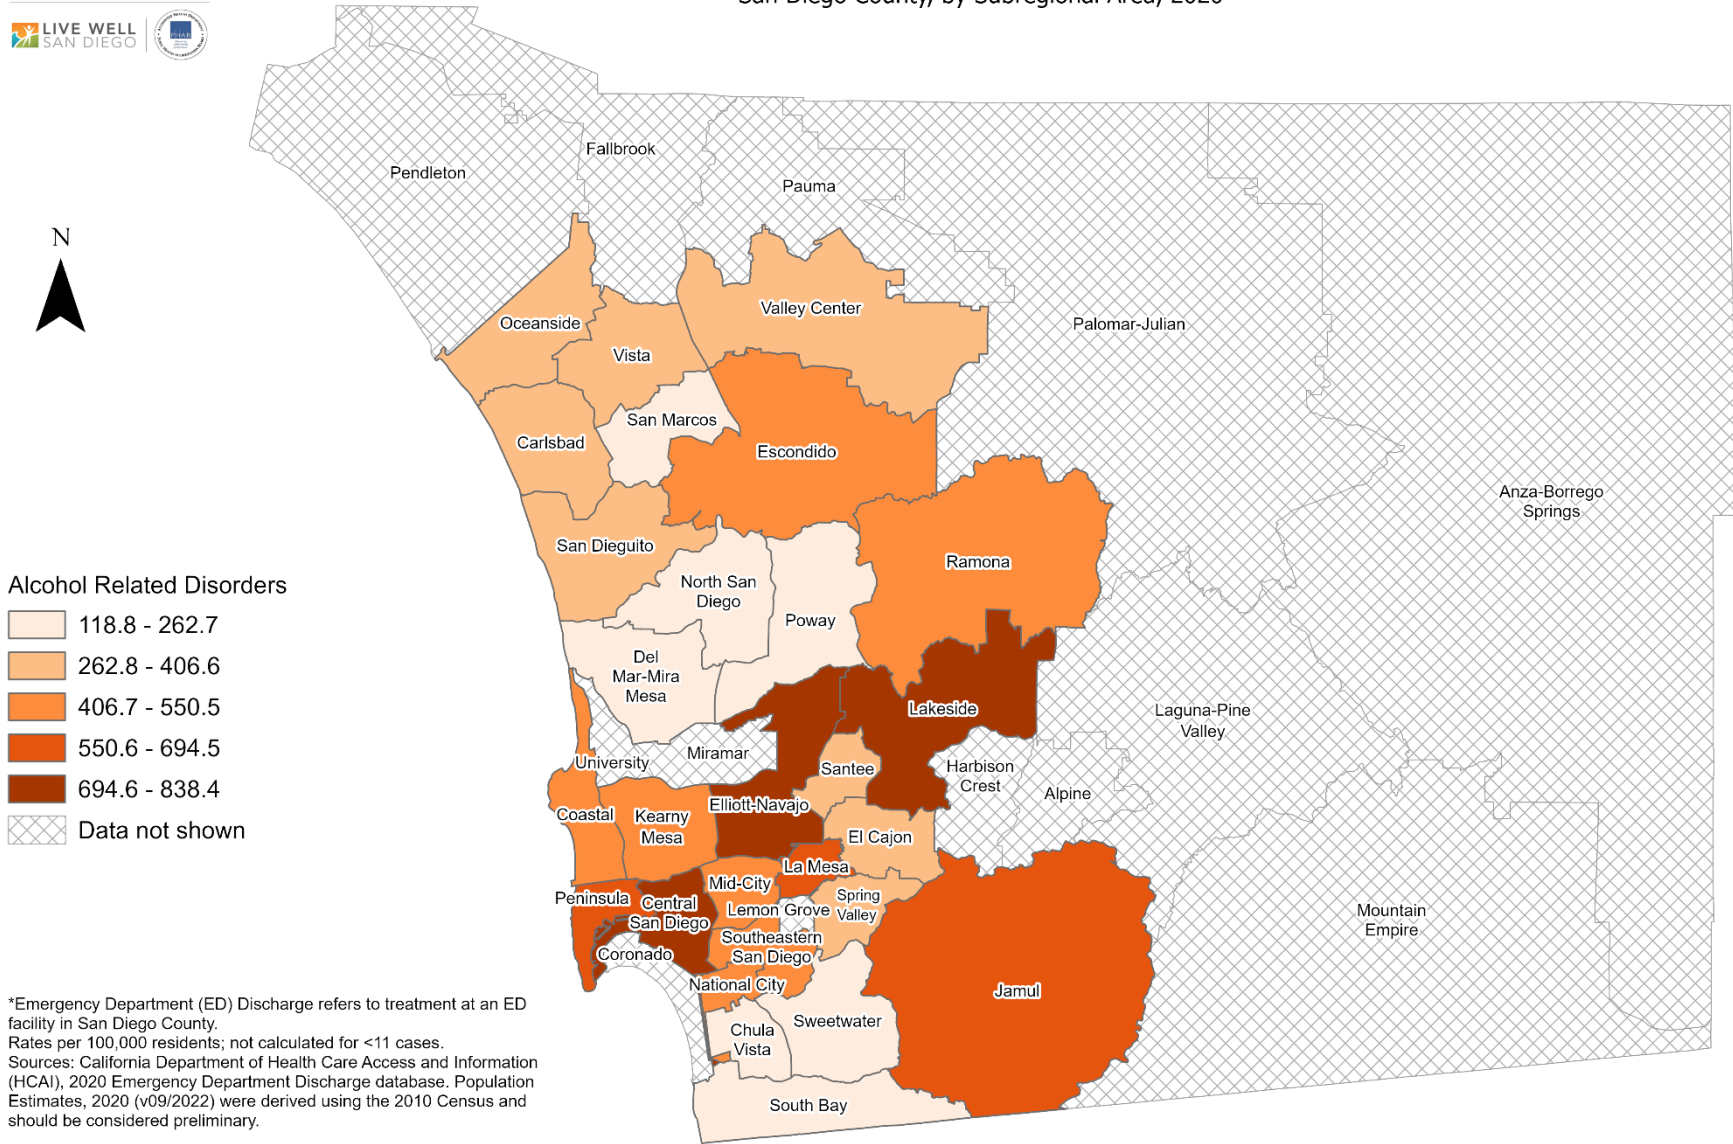 San Diego County, by Subregional Area, 2020
LIVE WELL
SAN DIEGO
PHAB
N
Pendleton
Fallbrook
Pauma
Oceanside
Valley Center
Palomar-Julian
Vista
San Marcos
Carlsbad
Escondido
Anza-Borrego
Springs
San Dieguito
Ramona
North San
Diego
Poway
Del
Mar-Mira
Mesa
Lakeside
Laguna-Pine
Valley
Miramar
University
Santee
Harbison
Crest
Alpine
Elliott-Navajo
Coastal
Kearny
Mesa
El Cajon
La Mesa
Mid-City
Peninsula
Central
San Diego
Lemon Grove
Spring
Valley
Mountain
Empire
Southeastern
San Diego
Coronado
National City
Jamul
Sweetwater
Chula
Vista
South Bay
Alcohol Related Disorders
118.8 - 262.7
262.8 - 406.6
406.7 - 550.5
550.6 - 694.5
694.6 - 838.4
Data not shown
*Emergency Department (ED) Discharge refers to treatment at an ED
facility in San Diego County.
Rates per 100,000 residents; not calculated for <11 cases.
Sources: California Department of Health Care Access and Information
(HCAI), 2020 Emergency Department Discharge database. Population
Estimates, 2020 (v09/2022) were derived using the 2010 Census and
should be considered preliminary.